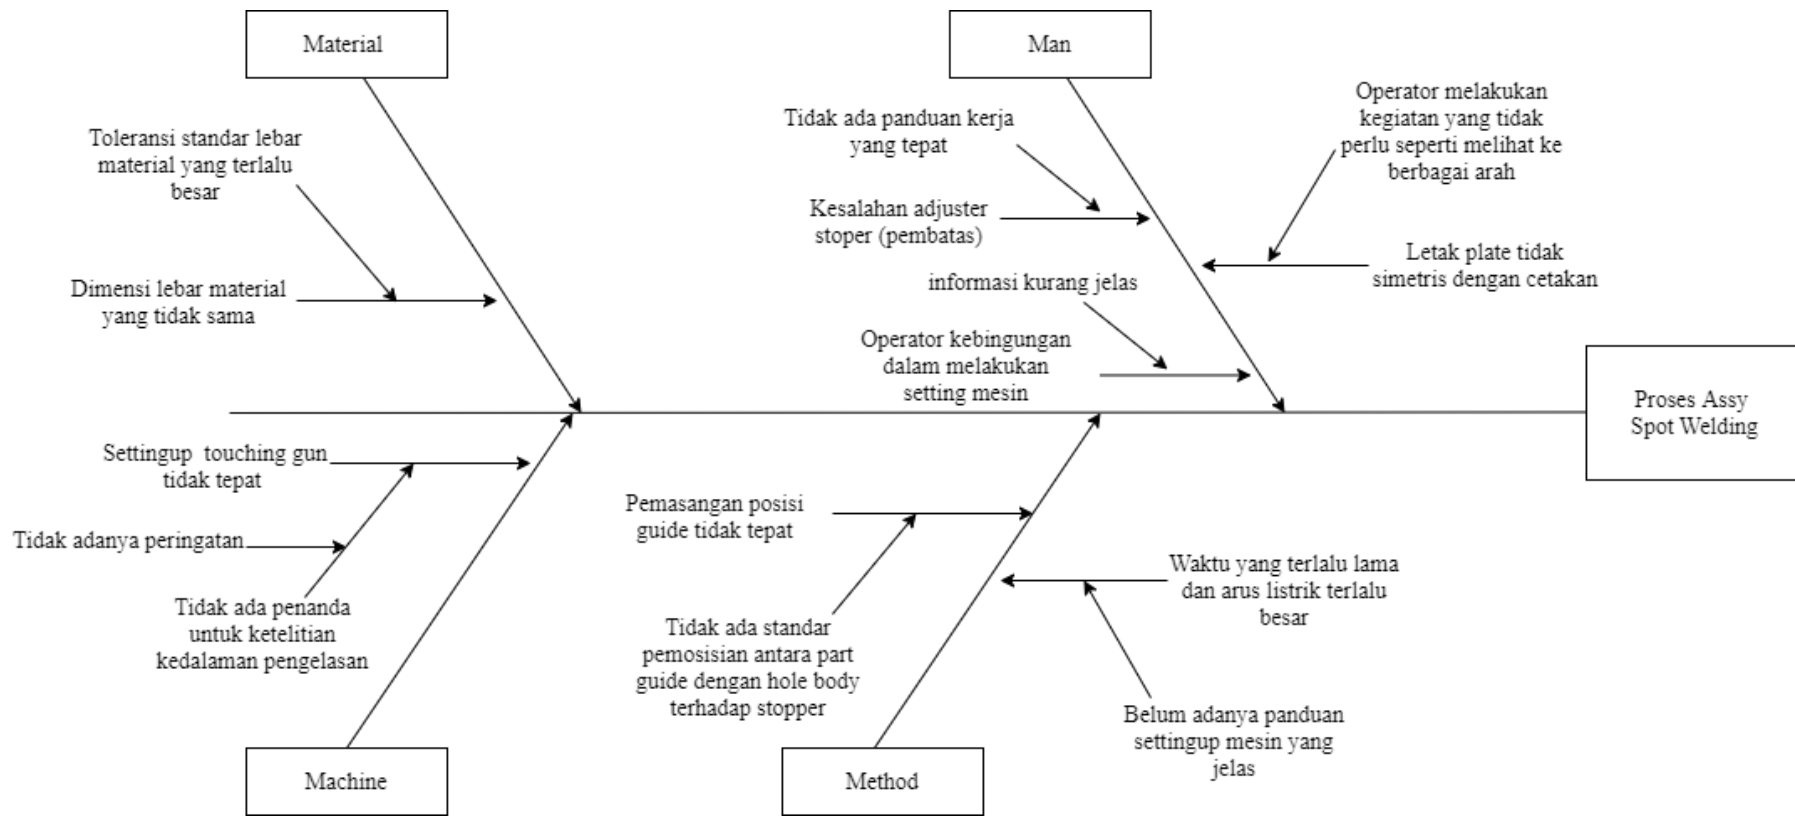 Material
Man
Toleransi standar lebar
material yang terlalu
besar
Dimensi lebar material
yang tidak sama
Tidak ada panduan kerja
yang tepat
Kesalahan adjuster
stoper (pembatas)
informasi kurang jelas
Operator kebingungan
dalam melakukan
setting mesin
Operator melakukan
kegiatan yang tidak
perlu seperti melihat ke
berbagai arah
Letak plate tidak
simetris dengan cetakan
Proses Assy
Spot Welding
Settingup touching gun
tidak tepat
Tidak adanya peringatan
Tidak ada penanda
untuk ketelitian
kedalaman pengelasan
Pemasangan posisi
guide tidak tepat
Tidak ada standar
pemosisian antara part
guide dengan hole body
terhadap stopper
Waktu yang terlalu lama
dan arus listrik terlalu
besar
Belum adanya panduan
settingup mesin yang
jelas
Machine
Method